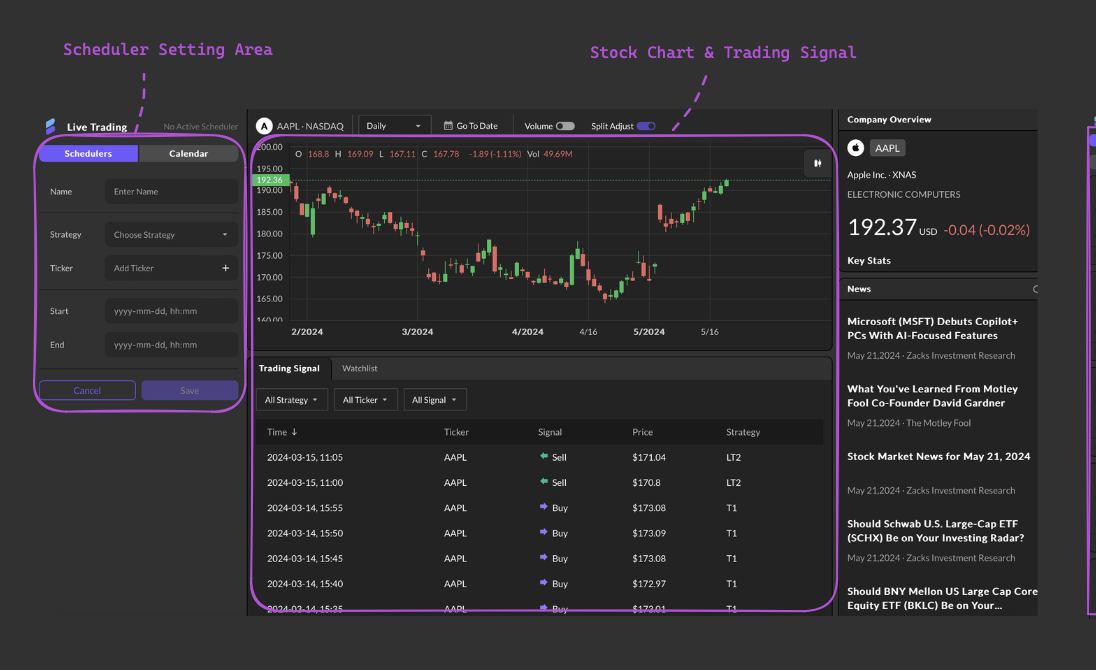 Scheduler Setting Area
Stock Chart & Trading Signal
Live Trading
No Active Scheduler
Schedulers
Calendar
Name
Enter Name
Strategy
Choose Strategy
Ticker
Add Ticker
+
Start
yyyy-mm-dd, hh:mm
End
yyyy-mm-dd, hh:mm
Cancel
Save
A AAPL · NASDAQ
Daily
Go To Date
Volume
Split Adjust
O 168.8 H 169.09 L 167.11 C 167.78 -1.89 (-1.11%) Vol 49.69M
200.00
195.00
192.36
190.00
185.00
180.00
175.00
170.00
165.00
160.00
2/2024
3/2024
4/2024
4/16
5/2024
5/16
Trading Signal
Watchlist
All Strategy
All Ticker
All Signal
Time ↓ Ticker Signal Price Strategy
2024-03-15, 11:05 AAPL Sell $171.04 LT2
2024-03-15, 11:00 AAPL Sell $170.8 LT2
2024-03-14, 15:55 AAPL Buy $173.08 T1
2024-03-14, 15:50 AAPL Buy $173.09 T1
2024-03-14, 15:45 AAPL Buy $173.08 T1
2024-03-14, 15:40 AAPL Buy $172.97 T1
2024-03-14, 15:35 AAPL Buy $173.01 T1
Company Overview
AAPL
Apple Inc. · XNAS
ELECTRONIC COMPUTERS
192.37 USD -0.04 (-0.02%)
Key Stats
News
Microsoft (MSFT) Debuts Copilot+
PCs With AI-Focused Features
May 21,2024 · Zacks Investment Research
What You've Learned From Motley
Fool Co-Founder David Gardner
May 21,2024 · The Motley Fool
Stock Market News for May 21, 2024
May 21,2024 · Zacks Investment Research
Should Schwab U.S. Large-Cap ETF
(SCHX) Be on Your Investing Radar?
May 21,2024 · Zacks Investment Research
Should BNY Mellon US Large Cap Core
Equity ETF (BKLC) Be on Your...